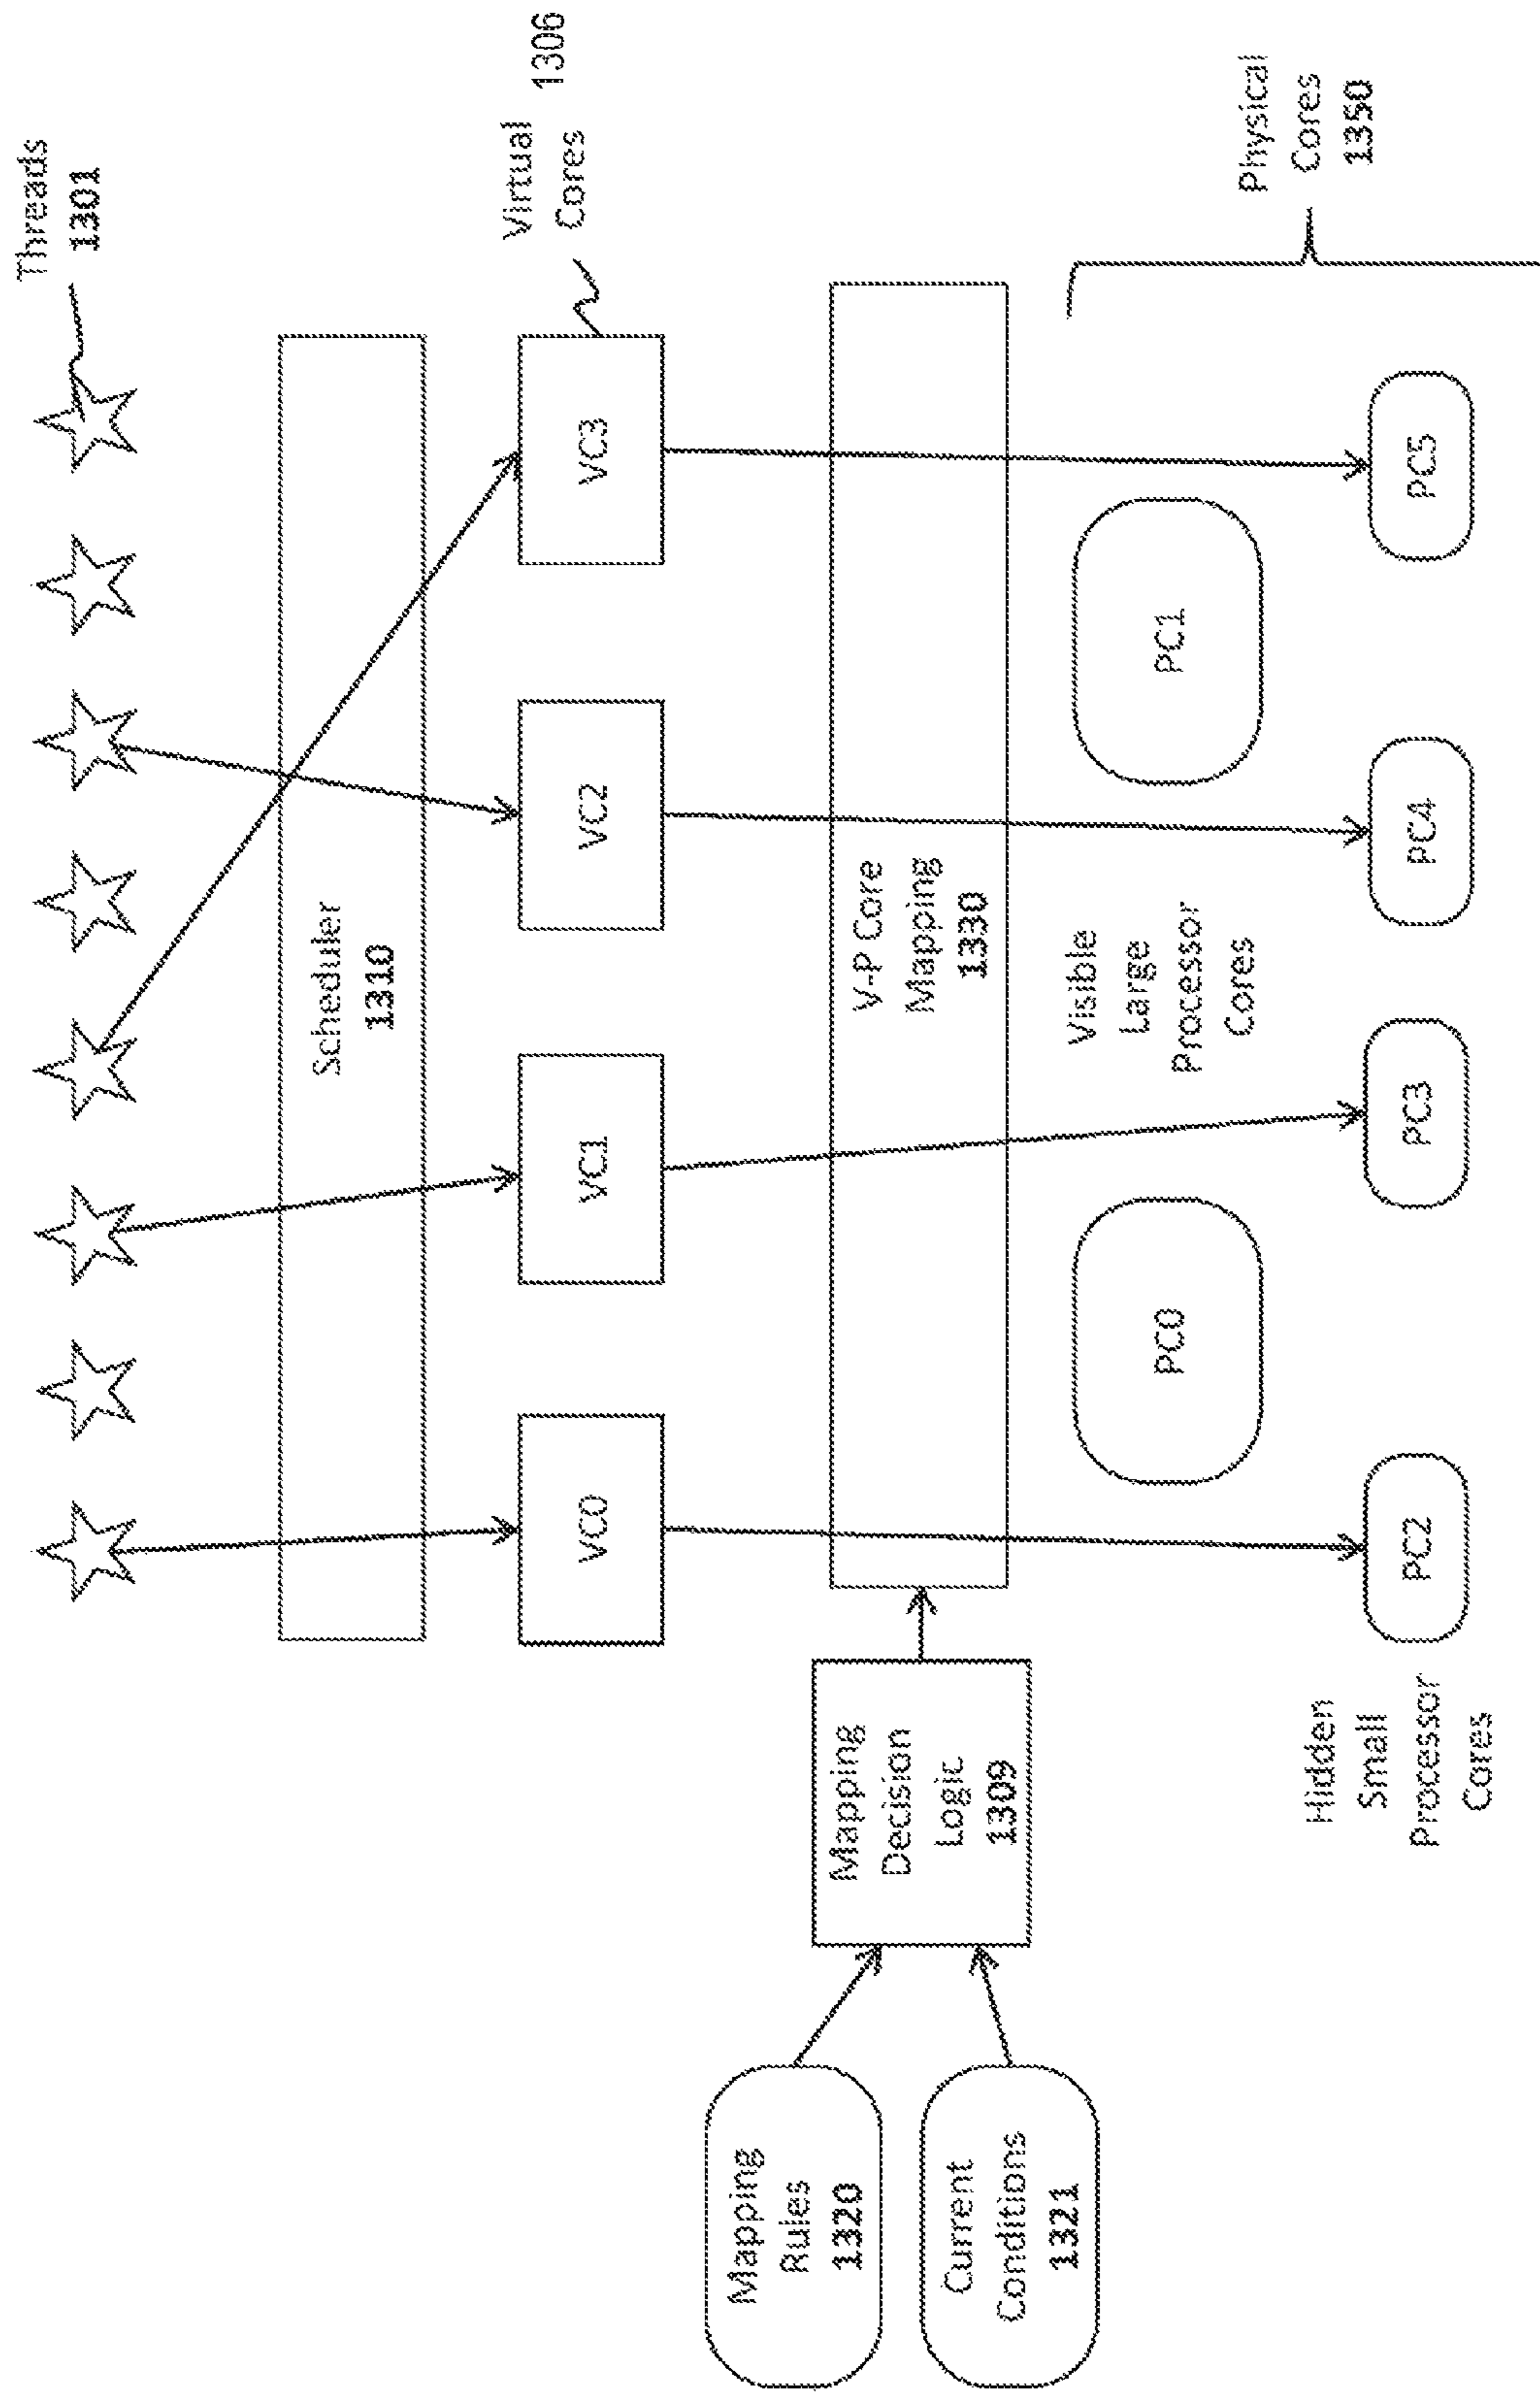 Threads
1301
Scheduler
1310
Virtual
Cores
1306
VC0
VC1
VC2
VC3
Mapping
Rules
1320
Current
Conditions
1321
Mapping
Decision
Logic
1309
V-P Core
Mapping
1330
Visible
Large
Processor
Cores
PC0
PC1
Physical
Cores
1350
Hidden
Small
Processor
Cores
PC2
PC3
PC4
PC5